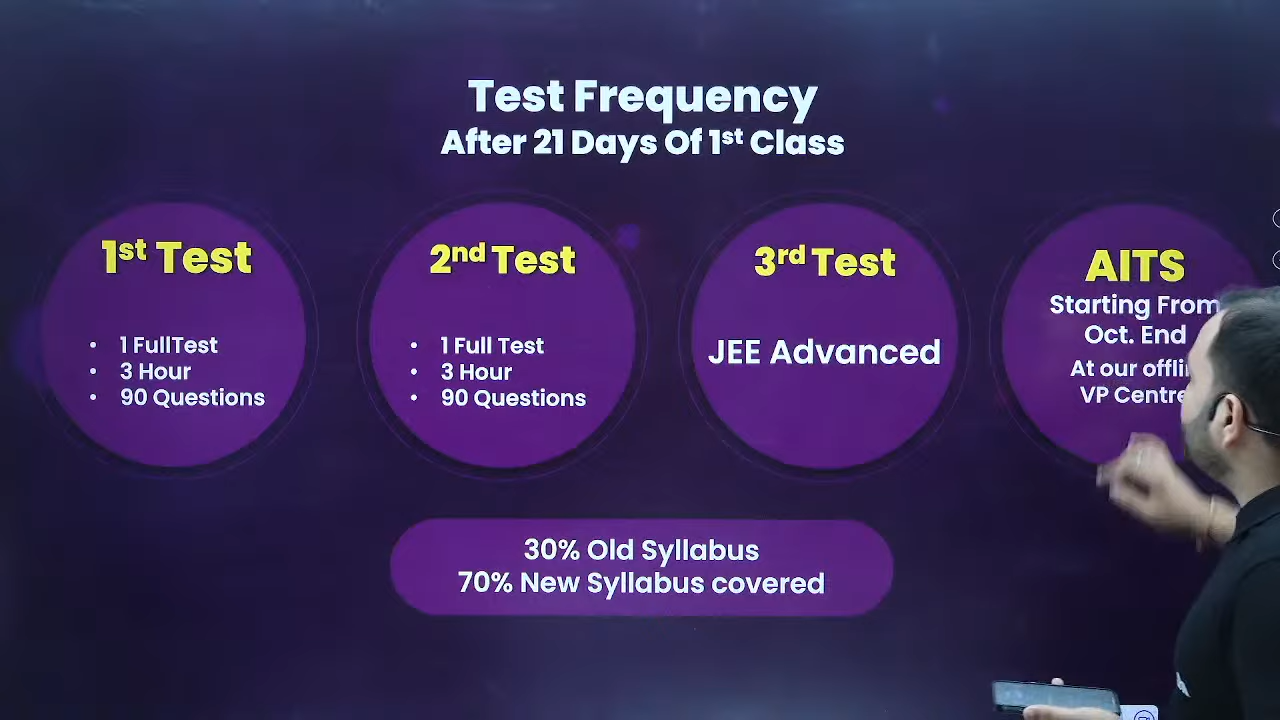 Test Frequency
After 21 Days Of 1st Class
1st Test
• 1 FullTest
• 3 Hour
• 90 Questions
2nd Test
• 1 Full Test
• 3 Hour
• 90 Questions
3rd Test
JEE Advanced
AITS
Starting From
Oct. End
At our
VP Centre
30% Old Syllabus
70% New Syllabus covered